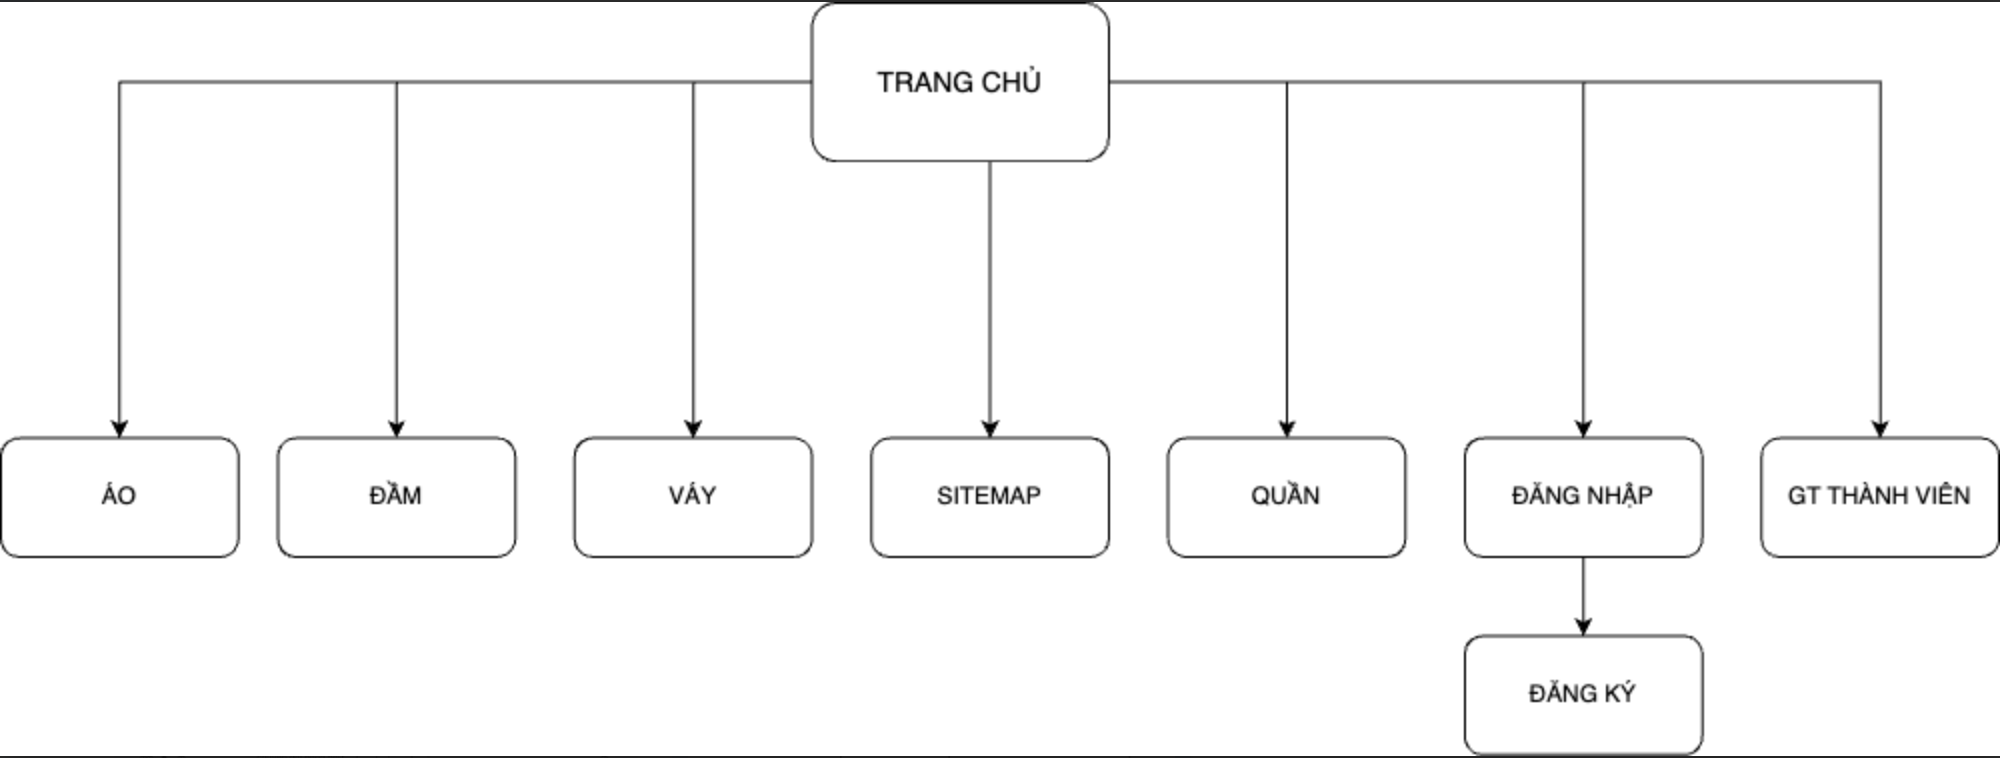 TRANG CHỦ
ÁO
ĐẦM
VÁY
SITEMAP
QUẦN
ĐĂNG NHẬP
GT THÀNH VIÊN
ĐĂNG KÝ